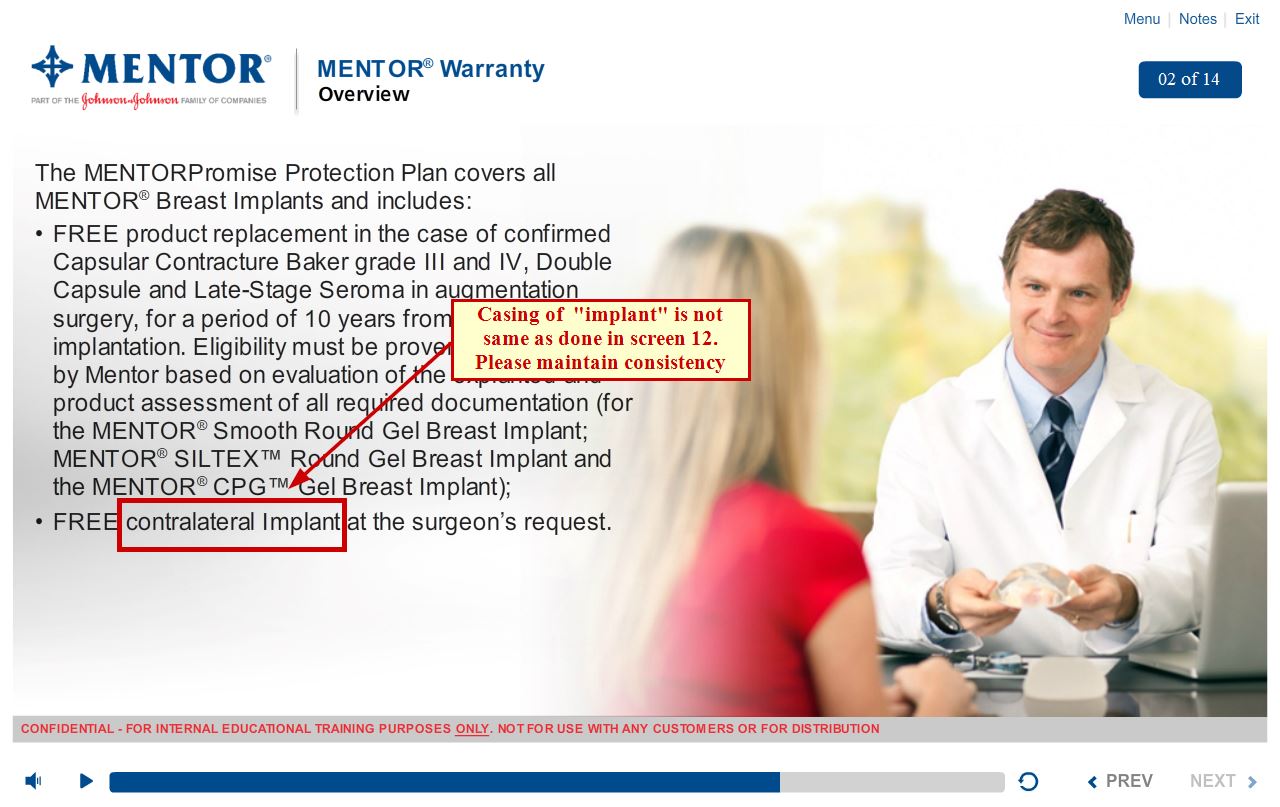 Menu | Notes | Exit
MENTOR®
PART OF THE Johnson & Johnson FAMILY OF COMPANIES
MENTOR® Warranty
Overview
02 of 14
The MENTORPromise Protection Plan covers all
MENTOR® Breast Implants and includes:
• FREE product replacement in the case of confirmed
Capsular Contracture Baker grade III and IV, Double
Capsule and Late-Stage Seroma in augmentation
surgery, for a period of 10 years from
implantation. Eligibility must be prove
by Mentor based on evaluation of the explanted and
product assessment of all required documentation (for
the MENTOR® Smooth Round Gel Breast Implant;
MENTOR® SILTEX™ Round Gel Breast Implant and
the MENTOR® CPG™ Gel Breast Implant);
• FREE contralateral Implant at the surgeon’s request.
Casing of "implant" is not
same as done in screen 12.
Please maintain consistency
CONFIDENTIAL - FOR INTERNAL EDUCATIONAL TRAINING PURPOSES ONLY. NOT FOR USE WITH ANY CUSTOMERS OR FOR DISTRIBUTION
PREV NEXT